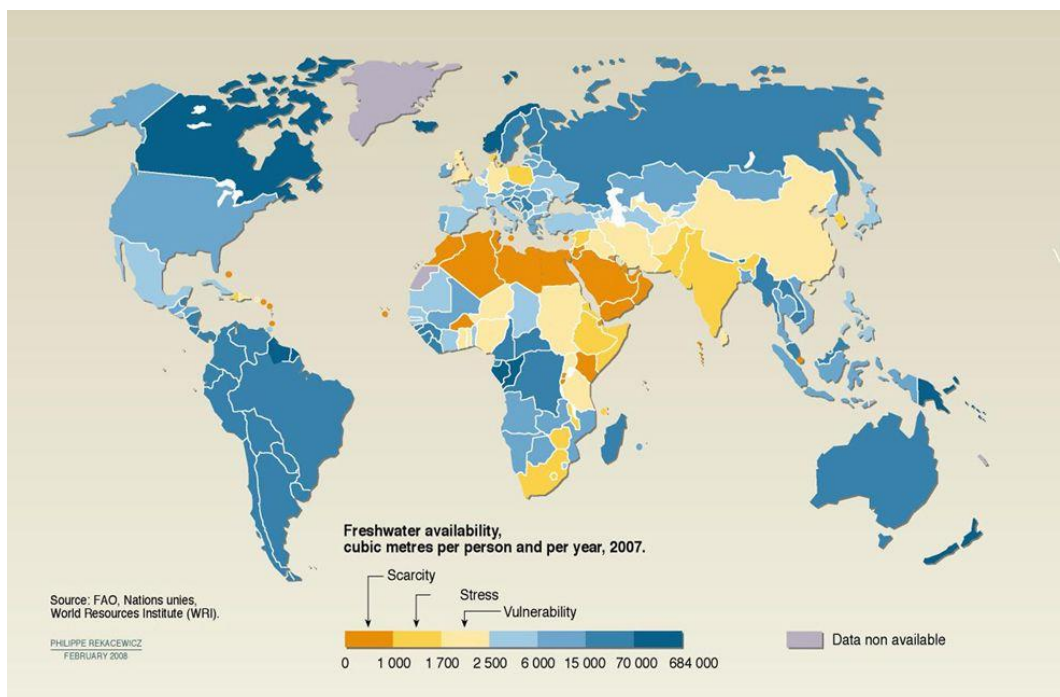 Freshwater availability,
cubic metres per person and per year, 2007.
Scarcity
Stress
Vulnerability
0 1 000 1 700 2 500 6 000 15 000 70 000 684 000
Data non available
Source: FAO, Nations unies,
World Resources Institute (WRI).
PHILIPPE REKACEWICZ
FEBRUARY 2008